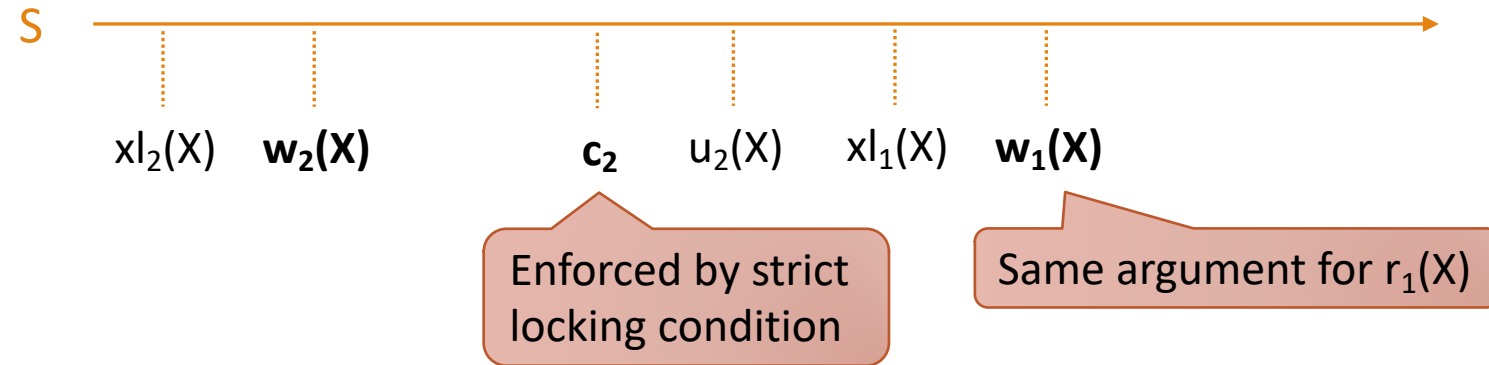 S
xl₂(X) w₂(X) c₂ u₂(X) xl₁(X) w₁(X)
Enforced by strict
locking condition
Same argument for r₁(X)